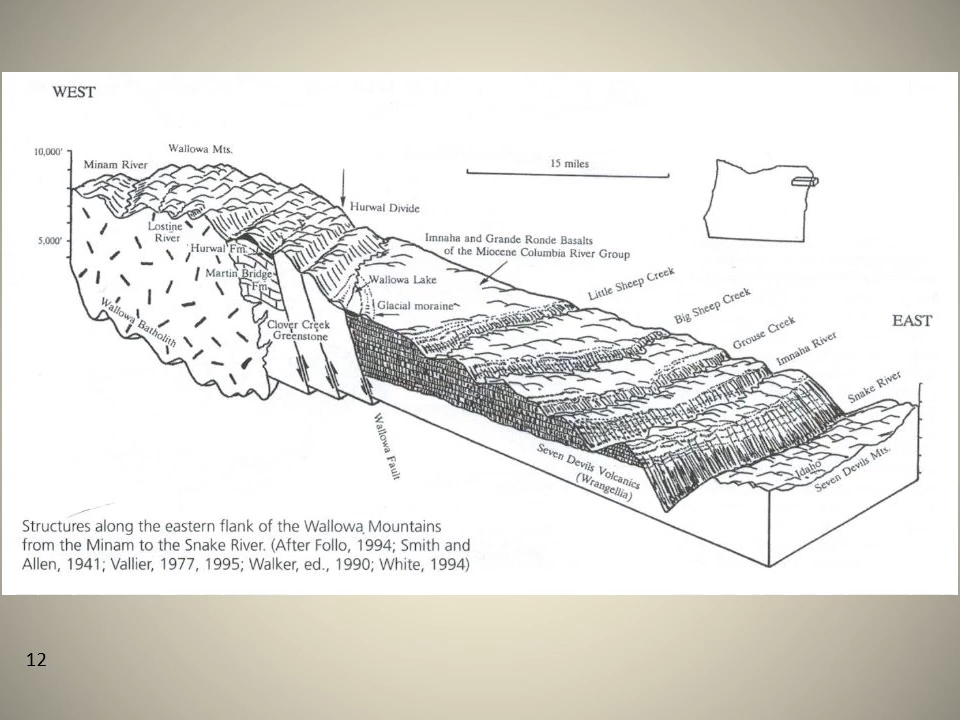 WEST
10,000'
Wallowa Mts.
Minam River
15 miles
Hurwal Divide
Lostine
River
5,000'
Imnaha and Grande Ronde Basalts
of the Miocene Columbia River Group
Hurwal Fm.
Martin Bridge
Fm.
Wallowa Lake
Little Sheep Creek
Glacial moraine
Big Sheep Creek
Wallowa Batholith
Clover Creek
Greenstone
Grouse Creek
EAST
Imnaha River
Snake River
Wallowa Fault
Seven Devils Volcanics
(Wrangellia)
Idaho
Seven Devils Mts.
Structures along the eastern flank of the Wallowa Mountains
from the Minam to the Snake River. (After Follo, 1994; Smith and
Allen, 1941; Vallier, 1977, 1995; Walker, ed., 1990; White, 1994)
12